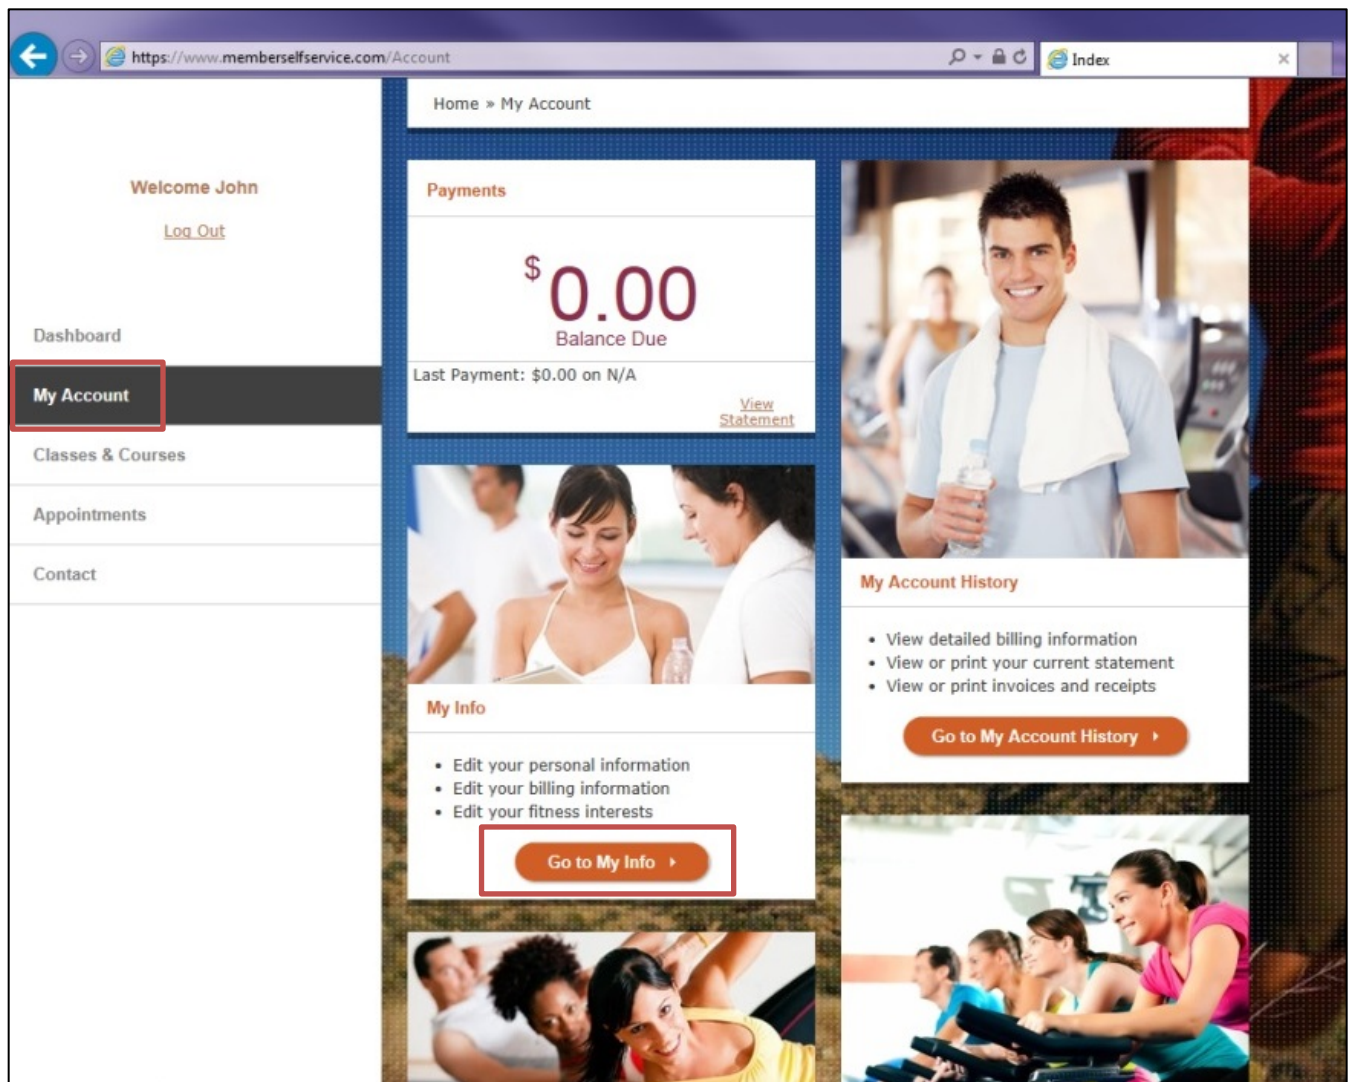 https://www.memberselfservice.com/Account
Index
Home » My Account
Welcome John
Log Out
Dashboard
My Account
Classes & Courses
Appointments
Contact
Payments
$0.00
Balance Due
Last Payment: $0.00 on N/A
View
Statement
My Info
• Edit your personal information
• Edit your billing information
• Edit your fitness interests
Go to My Info
My Account History
• View detailed billing information
• View or print your current statement
• View or print invoices and receipts
Go to My Account History